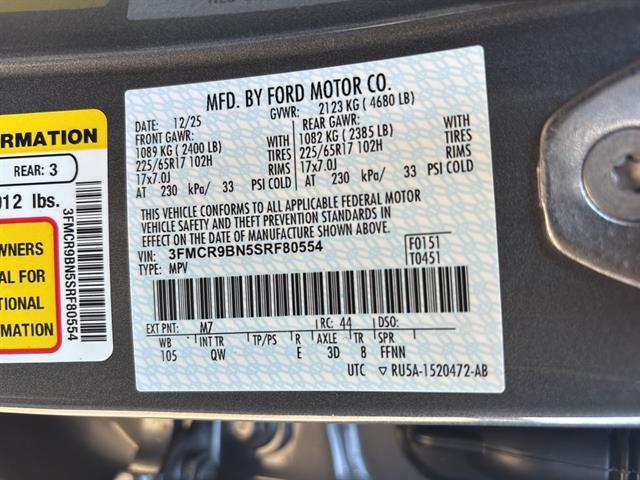 ORMATION
REAR: 3
012 lbs.
3FMCR9BN5SRF80554
OWNERS
AL FOR
TIONAL
RMATION
MFD. BY FORD MOTOR CO.
DATE: 12/25 GVWR: 2123 KG ( 4680 LB)
FRONT GAWR: REAR GAWR:
1089 KG ( 2400 LB) WITH 1082 KG ( 2385 LB) WITH
225/65R17 102H TIRES 225/65R17 102H TIRES
17x7.0J RIMS 17x7.0J RIMS
AT 230 kPa/ 33 PSI COLD AT 230 kPa/ 33 PSI COLD
THIS VEHICLE CONFORMS TO ALL APPLICABLE FEDERAL MOTOR
VEHICLE SAFETY AND THEFT PREVENTION STANDARDS IN
EFFECT ON THE DATE OF MANUFACTURE SHOWN ABOVE.
VIN: 3FMCR9BN5SRF80554 F0151
TYPE: MPV T0451
EXT PNT: M7 RC: 44 DSO:
WB INT TR TP/PS R AXLE TR SPR
105 QW E 3D 8 FFNN
UTC ▽ RU5A-1520472-AB